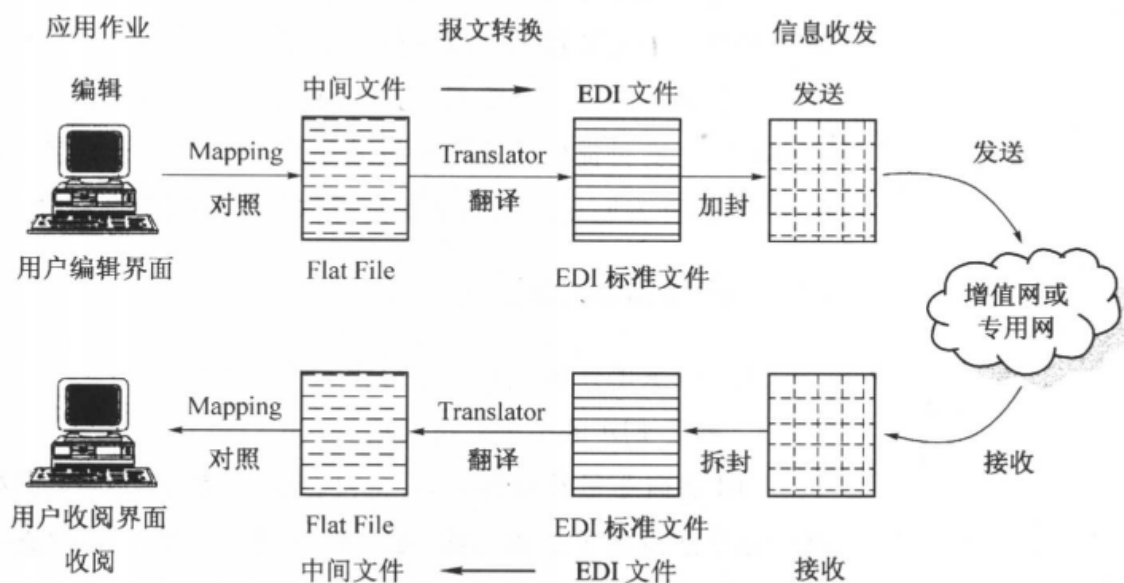 应用作业 报文转换 信息收发
编辑 中间文件 EDI 文件 发送
Mapping Translator 发送
对照 翻译 加封
用户编辑界面 Flat File EDI 标准文件
增值网或
专用网
Mapping Translator
对照 翻译 拆封 接收
用户收阅界面 Flat File EDI 标准文件
收阅 中间文件 EDI 文件 接收